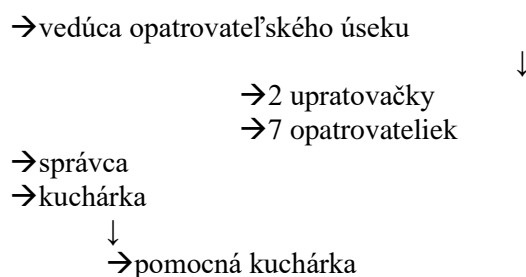 →vedúca opatrovateľského úseku
↓
→2 upratovačky
→7 opatrovateliek
→správca
→kuchárka
↓
→pomocná kuchárka